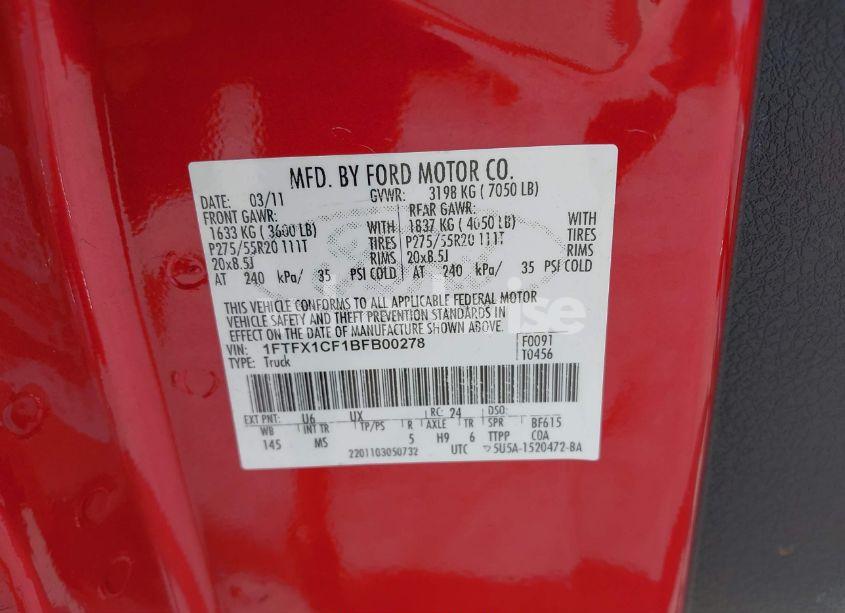 MFD. BY FORD MOTOR CO.
DATE: 03/11 GVWR: 3198 KG (7050 LB)
FRONT GAWR: REAR GAWR:
1633 KG (3600 LB) WITH 1837 KG (4050 LB) WITH
P275/55R20 111T TIRES P275/55R20 111T TIRES
20x8.5J RIMS 20x8.5J RIMS
AT 240 kPa/ 35 PSI COLD AT 240 kPa/ 35 PSI COLD
THIS VEHICLE CONFORMS TO ALL APPLICABLE FEDERAL MOTOR
VEHICLE SAFETY AND THEFT PREVENTION STANDARDS IN
EFFECT ON THE DATE OF MANUFACTURE SHOWN ABOVE.
VIN: 1FTFX1CF1BFB00278 F0091
TYPE: Truck T0456
EXT PNT: U6 UX RC: 24 DSO:
WB INT TR TP/PS R AXLE TR SPR BF615
145 MS 5 H9 6 TTPP COA
2201103050732 UTC 5U5A-1520472-BA